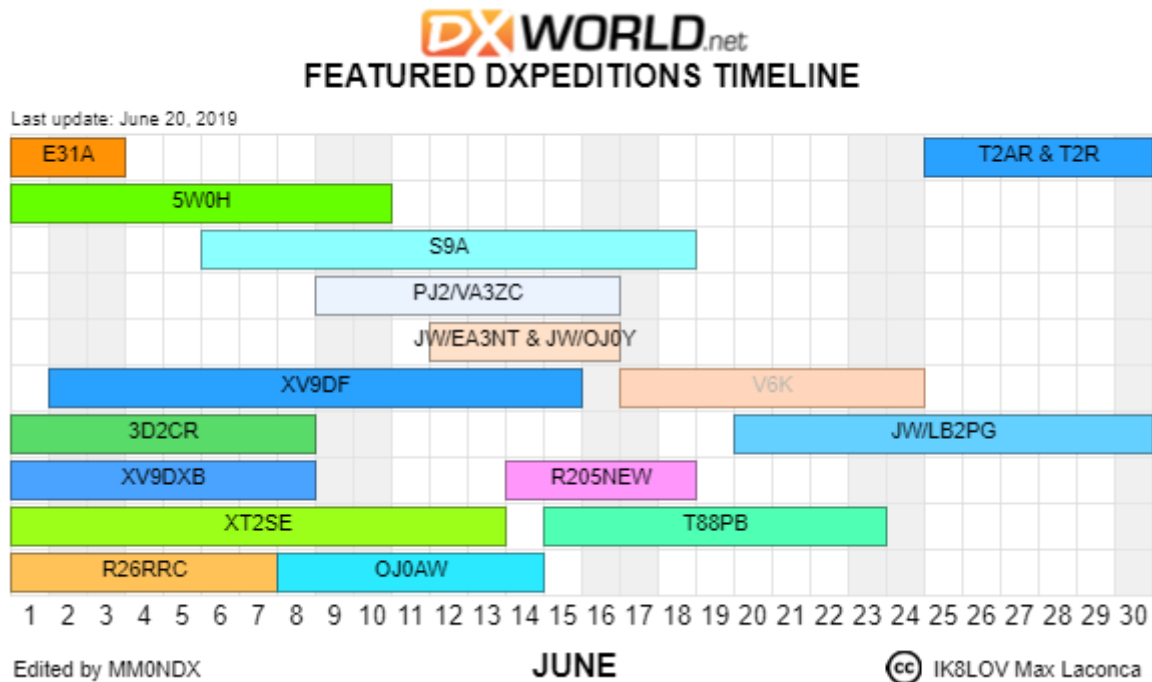 DXWORLD.net
FEATURED DXPEDITIONS TIMELINE
Last update: June 20, 2019
E31A T2AR & T2R
5W0H
S9A
PJ2/VA3ZC
JW/EA3NT & JW/OJ0Y
XV9DF V6K
3D2CR JW/LB2PG
XV9DXB R205NEW
XT2SE T88PB
R26RRC OJ0AW
1 2 3 4 5 6 7 8 9 10 11 12 13 14 15 16 17 18 19 20 21 22 23 24 25 26 27 28 29 30
Edited by MM0NDX JUNE cc IK8LOV Max Laconca